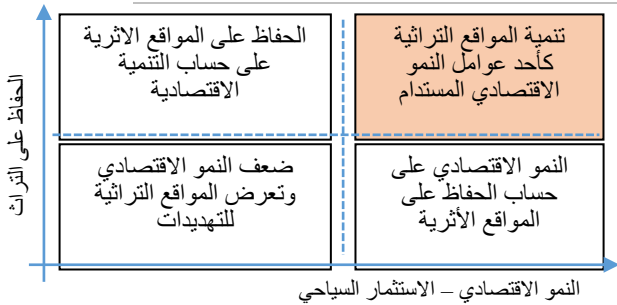 الحفاظ على التراث
تنمية المواقع التراثية
كأحد عوامل النمو
الاقتصادي المستدام
الحفاظ على المواقع الاثرية
على حساب التنمية
الاقتصادية
النمو الاقتصادي على
حساب الحفاظ على
المواقع الأثرية
ضعف النمو الاقتصادي
وتعرض المواقع التراثية
للتهديدات
النمو الاقتصادي – الاستثمار السياحي